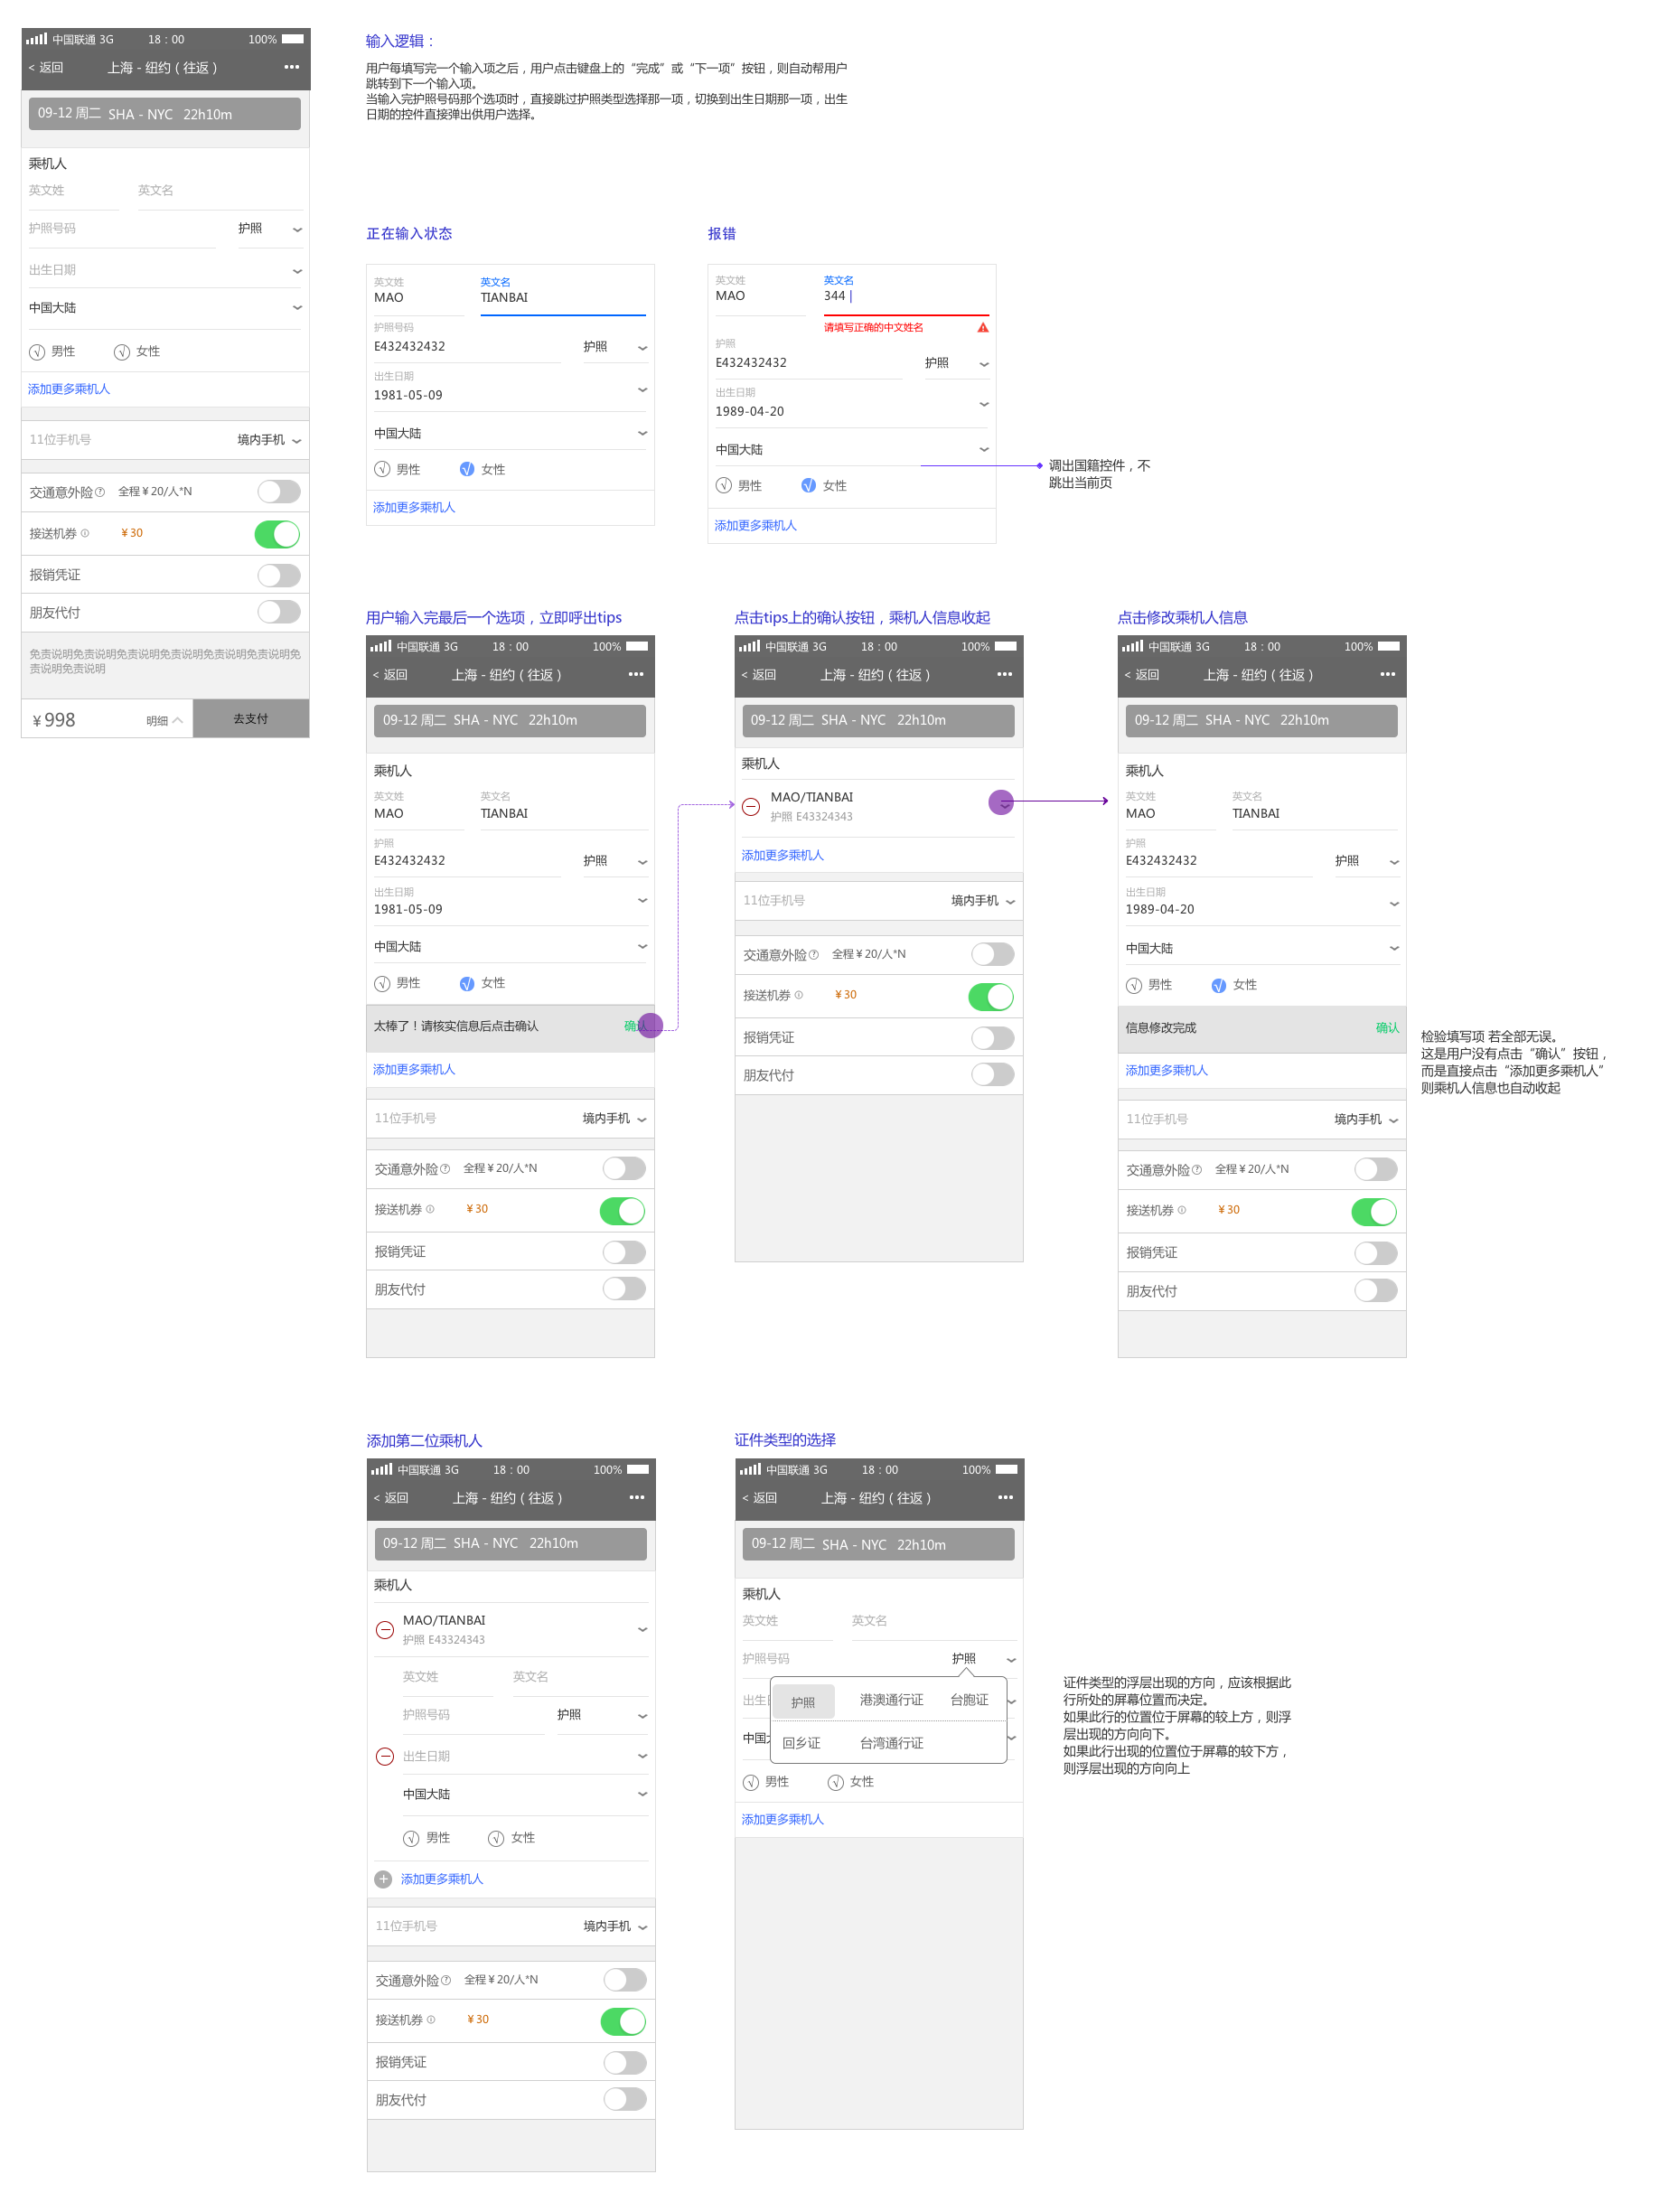 中国联通 3G 18：00 100%
< 返回 上海 - 纽约（往返） •••
09-12 周二 SHA - NYC 22h10m
乘机人
英文姓 英文名
护照号码 护照
出生日期
中国大陆
男性 女性
添加更多乘机人
11位手机号 境内手机
交通意外险 ? 全程￥20/人*N
接送机券 ￥30
报销凭证
朋友代付
免责说明免责说明免责说明免责说明免责说明免责说明免
责说明免责说明
￥998 明细 去支付
输入逻辑：
用户每填写完一个输入项之后，用户点击键盘上的“完成”或“下一项”按钮，则自动帮用户
跳转到下一个输入项。
当输入完护照号码那个选项时，直接跳过护照类型选择那一项，切换到出生日期那一项，出生
日期的控件直接弹出供用户选择。
正在输入状态
英文姓 英文名
MAO TIANBAI
护照号码
E432432432 护照
出生日期
1981-05-09
中国大陆
男性 女性
添加更多乘机人
报错
英文姓 英文名
MAO 344
请填写正确的中文姓名
护照
E432432432 护照
出生日期
1989-04-20
中国大陆
男性 女性
添加更多乘机人
调出国籍控件，不
跳出当前页
用户输入完最后一个选项，立即呼出tips
中国联通 3G 18：00 100%
< 返回 上海 - 纽约（往返） •••
09-12 周二 SHA - NYC 22h10m
乘机人
英文姓 英文名
MAO TIANBAI
护照
E432432432 护照
出生日期
1981-05-09
中国大陆
男性 女性
太棒了！请核实信息后点击确认 确认
添加更多乘机人
11位手机号 境内手机
交通意外险 ? 全程￥20/人*N
接送机券 ￥30
报销凭证
朋友代付
点击tips上的确认按钮，乘机人信息收起
中国联通 3G 18：00 100%
< 返回 上海 - 纽约（往返） •••
09-12 周二 SHA - NYC 22h10m
乘机人
MAO/TIANBAI
护照 E43324343
添加更多乘机人
11位手机号 境内手机
交通意外险 ? 全程￥20/人*N
接送机券 ￥30
报销凭证
朋友代付
点击修改乘机人信息
中国联通 3G 18：00 100%
< 返回 上海 - 纽约（往返） •••
09-12 周二 SHA - NYC 22h10m
乘机人
英文姓 英文名
MAO TIANBAI
护照
E432432432 护照
出生日期
1989-04-20
中国大陆
男性 女性
信息修改完成 确认
添加更多乘机人
11位手机号 境内手机
交通意外险 ? 全程￥20/人*N
接送机券 ￥30
报销凭证
朋友代付
检验填写项 若全部无误。
这是用户没有点击“确认”按钮，
而是直接点击“添加更多乘机人”
则乘机人信息也自动收起
添加第二位乘机人
中国联通 3G 18：00 100%
< 返回 上海 - 纽约（往返） •••
09-12 周二 SHA - NYC 22h10m
乘机人
MAO/TIANBAI
护照 E43324343
英文姓 英文名
护照号码 护照
出生日期
中国大陆
男性 女性
添加更多乘机人
11位手机号 境内手机
交通意外险 ? 全程￥20/人*N
接送机券 ￥30
报销凭证
朋友代付
证件类型的选择
中国联通 3G 18：00 100%
< 返回 上海 - 纽约（往返） •••
09-12 周二 SHA - NYC 22h10m
乘机人
英文姓 英文名
护照号码 护照
出生
护照 港澳通行证 台胞证
中国
回乡证 台湾通行证
男性 女性
添加更多乘机人
证件类型的浮层出现的方向，应该根据此
行所处的屏幕位置而决定。
如果此行的位置位于屏幕的较上方，则浮
层出现的方向向下。
如果此行出现的位置位于屏幕的较下方，
则浮层出现的方向向上